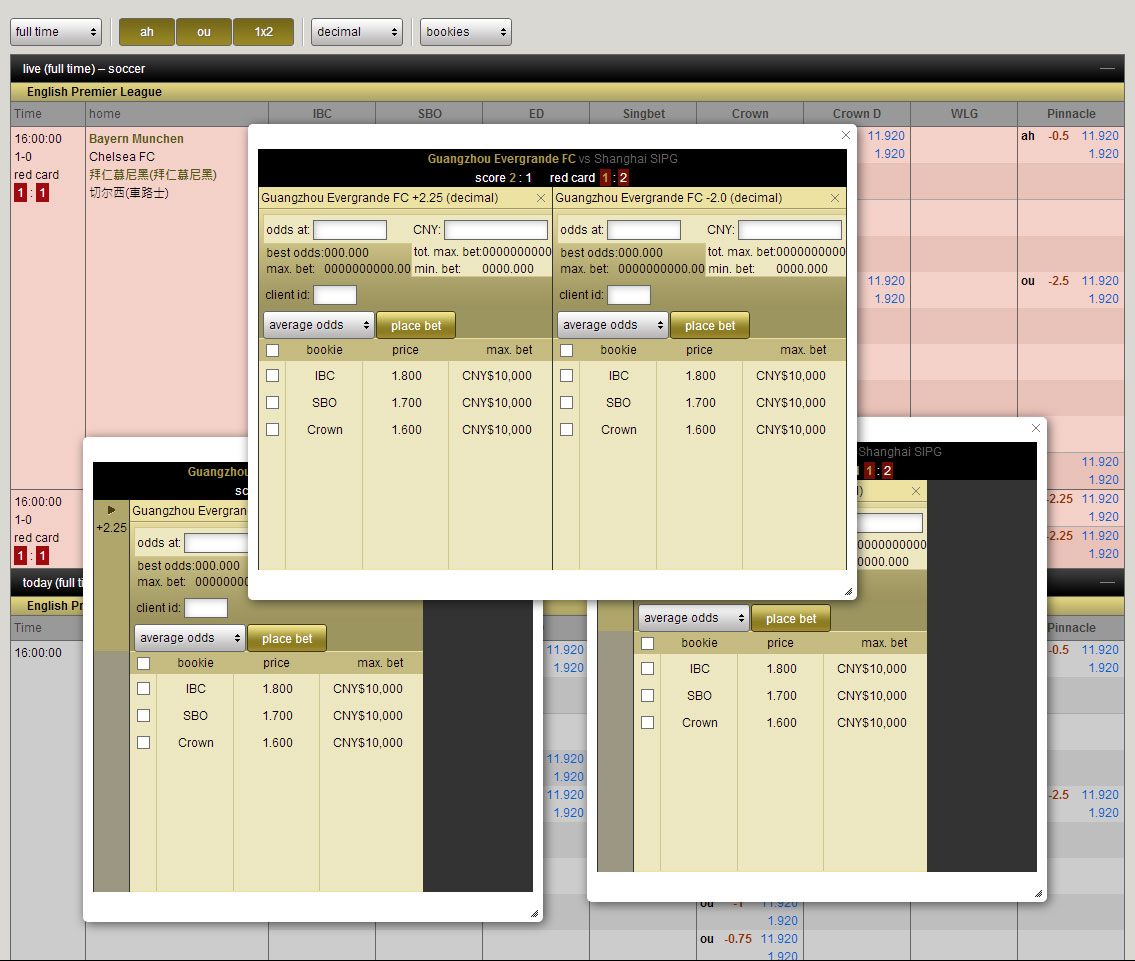 full time
ah
ou
1x2
decimal
bookies
live (full time) – soccer
English Premier League
Time home IBC SBO ED Singbet Crown Crown D WLG Pinnacle
16:00:00 Bayern Munchen
1-0 Chelsea FC
red card 拜仁慕尼黑(拜仁慕尼黑)
1 : 1 切尔西(車路士)
11.920 ah -0.5 11.920
1.920 1.920
11.920 ou -2.5 11.920
1.920 1.920
11.920
1.920
16:00:00 2.25 11.920
1-0 1.920
red card -2.25 11.920
1 : 1 1.920
Guangzhou Evergrande FC vs Shanghai SIPG
score 2 : 1 red card 1 : 2
Guangzhou Evergrande FC +2.25 (decimal)
odds at: CNY:
best odds:000.000 tot. max. bet:0000000000
max. bet: 0000000000.00 min. bet: 0000.000
client id:
average odds place bet
bookie price max. bet
IBC 1.800 CNY$10,000
SBO 1.700 CNY$10,000
Crown 1.600 CNY$10,000
Guangzhou Evergrande FC -2.0 (decimal)
odds at: CNY:
best odds:000.000 tot. max. bet:0000000000
max. bet: 0000000000.00 min. bet: 0000.000
client id:
average odds place bet
bookie price max. bet
IBC 1.800 CNY$10,000
SBO 1.700 CNY$10,000
Crown 1.600 CNY$10,000
Guangzhou
sc
+2.25
Guangzhou Evergran
odds at:
best odds:000.000
max. bet: 0000000
client id:
average odds place bet
bookie price max. bet
IBC 1.800 CNY$10,000
SBO 1.700 CNY$10,000
Crown 1.600 CNY$10,000
Shanghai SIPG
1 : 2
0000000000
0000.000
average odds place bet
bookie price max. bet
IBC 1.800 CNY$10,000
SBO 1.700 CNY$10,000
Crown 1.600 CNY$10,000
today (full ti
English Pr
Time Pinnacle
16:00:00 11.920 -0.5 11.920
1.920 1.920
11.920
1.920
11.920 -2.5 11.920
1.920 1.920
ou -1 11.920
1.920
ou -0.75 11.920
1.920